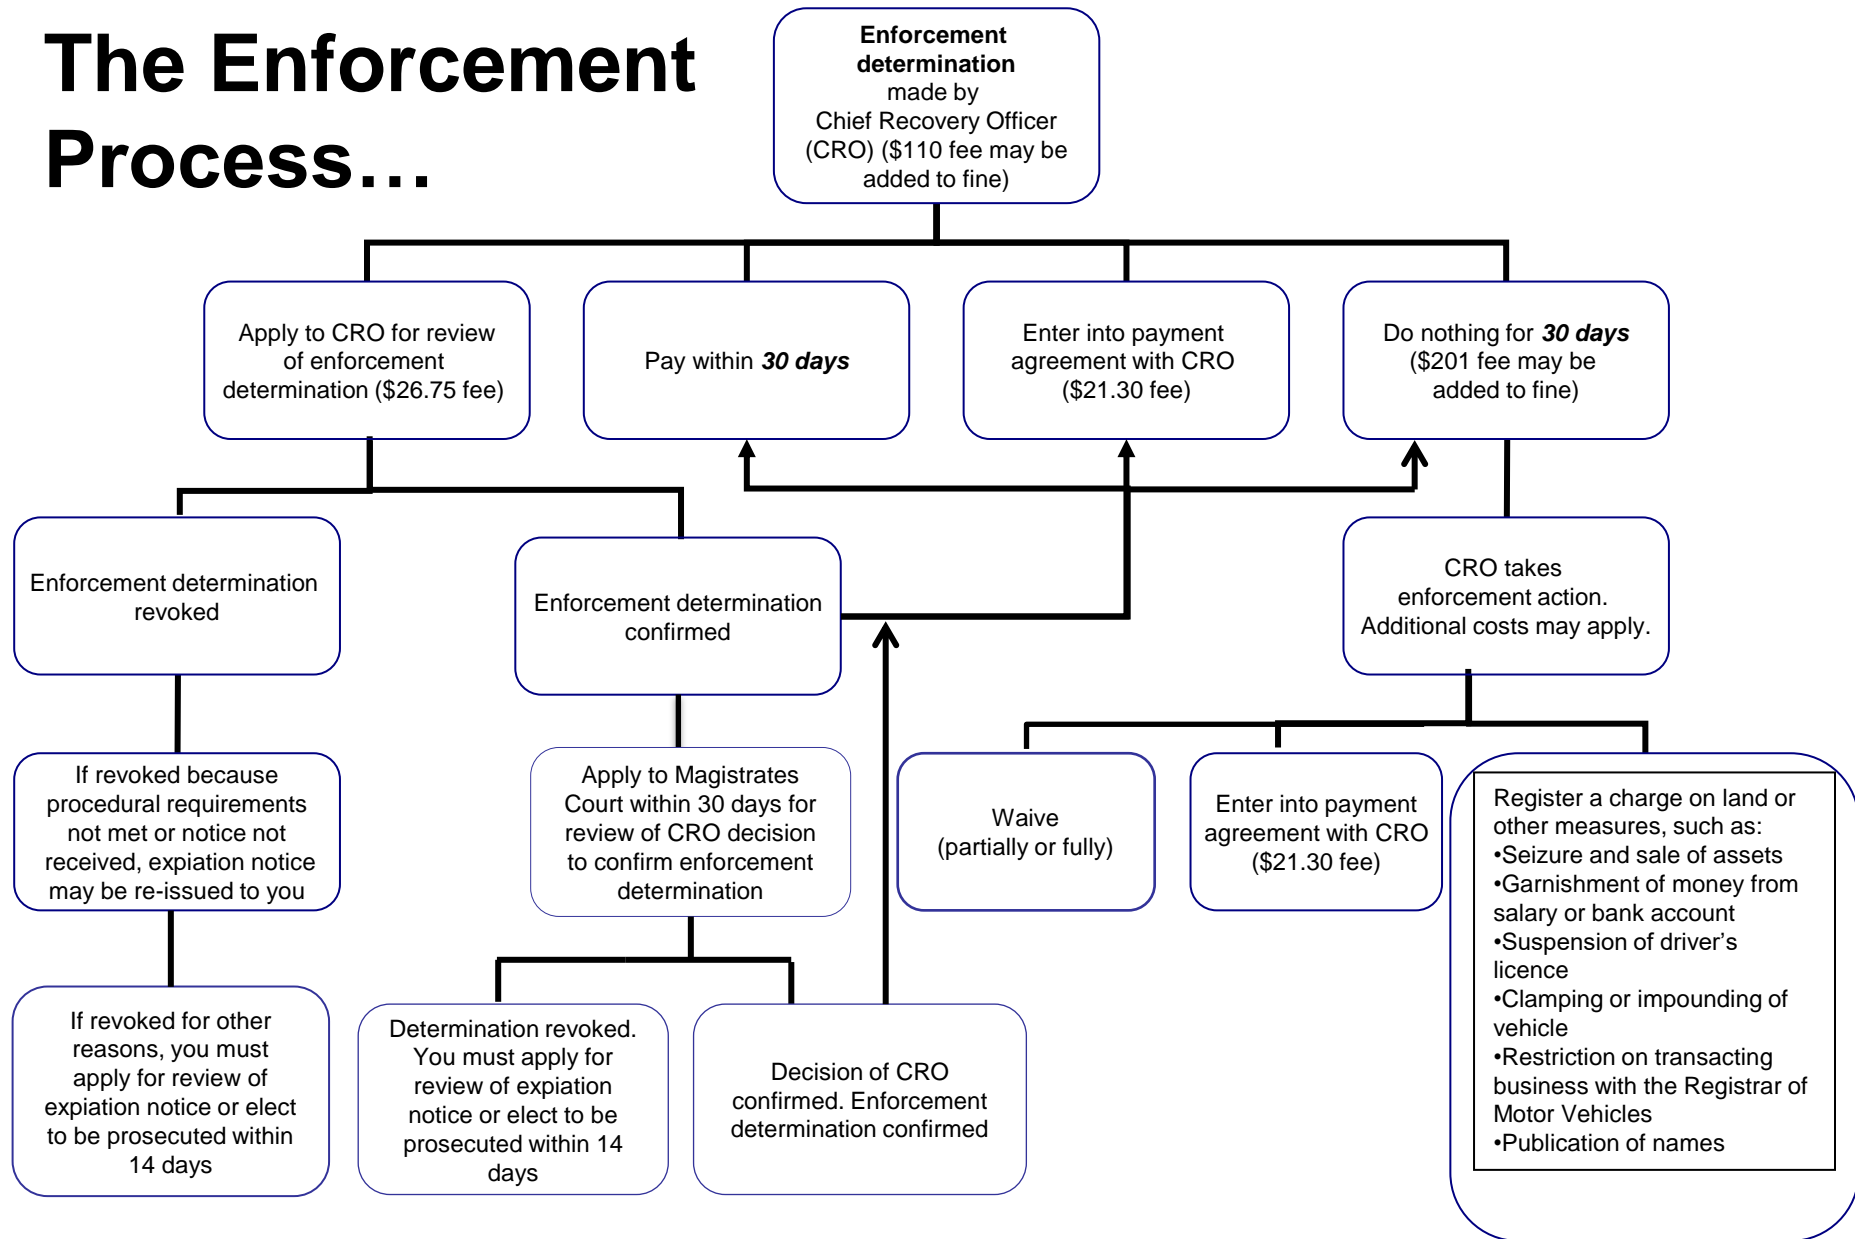 The Enforcement
Process…
Enforcement
determination
made by
Chief Recovery Officer
(CRO) ($110 fee may be
added to fine)
Apply to CRO for review
of enforcement
determination ($26.75 fee)
Pay within 30 days
Enter into payment
agreement with CRO
($21.30 fee)
Do nothing for 30 days
($201 fee may be
added to fine)
Enforcement determination
revoked
Enforcement determination
confirmed
CRO takes
enforcement action.
Additional costs may apply.
If revoked because
procedural requirements
not met or notice not
received, expiation notice
may be re-issued to you
Apply to Magistrates
Court within 30 days for
review of CRO decision
to confirm enforcement
determination
Waive
(partially or fully)
Enter into payment
agreement with CRO
($21.30 fee)
Register a charge on land or
other measures, such as:
•Seizure and sale of assets
•Garnishment of money from
salary or bank account
•Suspension of driver’s
licence
•Clamping or impounding of
vehicle
•Restriction on transacting
business with the Registrar of
Motor Vehicles
•Publication of names
If revoked for other
reasons, you must
apply for review of
expiation notice or elect
to be prosecuted within
14 days
Determination revoked.
You must apply for
review of expiation
notice or elect to be
prosecuted within 14
days
Decision of CRO
confirmed. Enforcement
determination confirmed